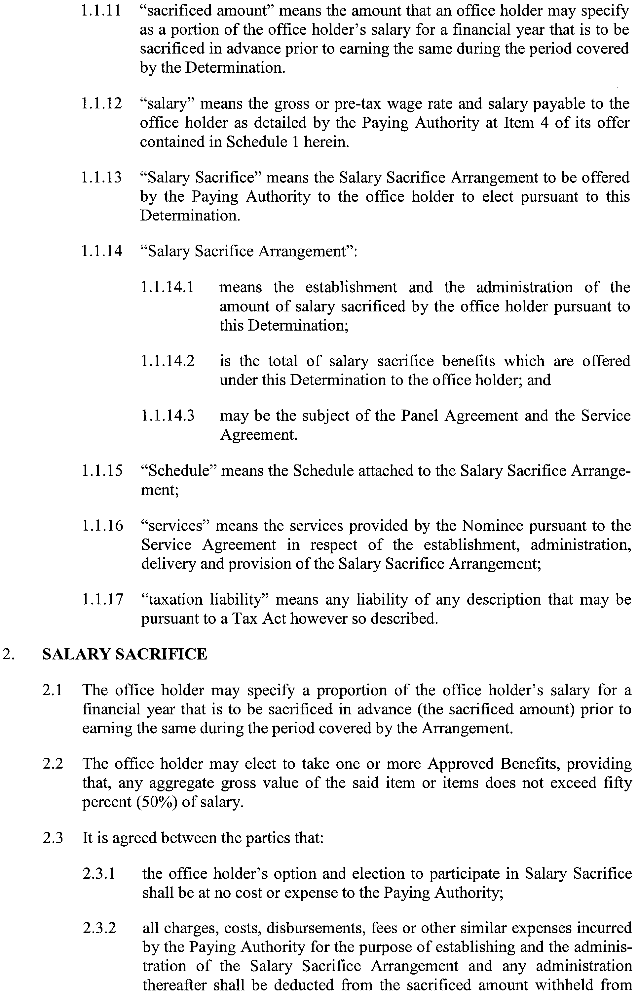 1.1.11 “sacrificed amount” means the amount that an office holder may specify
as a portion of the office holder’s salary for a financial year that is to be
sacrificed in advance prior to earning the same during the period covered
by the Determination.
1.1.12 “salary” means the gross or pre-tax wage rate and salary payable to the
office holder as detailed by the Paying Authority at Item 4 of its offer
contained in Schedule 1 herein.
1.1.13 “Salary Sacrifice” means the Salary Sacrifice Arrangement to be offered
by the Paying Authority to the office holder to elect pursuant to this
Determination.
1.1.14 “Salary Sacrifice Arrangement”:
1.1.14.1 means the establishment and the administration of the
amount of salary sacrificed by the office holder pursuant to
this Determination;
1.1.14.2 is the total of salary sacrifice benefits which are offered
under this Determination to the office holder; and
1.1.14.3 may be the subject of the Panel Agreement and the Service
Agreement.
1.1.15 “Schedule” means the Schedule attached to the Salary Sacrifice Arrange-
ment;
1.1.16 “services” means the services provided by the Nominee pursuant to the
Service Agreement in respect of the establishment, administration,
delivery and provision of the Salary Sacrifice Arrangement;
1.1.17 “taxation liability” means any liability of any description that may be
pursuant to a Tax Act however so described.
2. SALARY SACRIFICE
2.1 The office holder may specify a proportion of the office holder’s salary for a
financial year that is to be sacrificed in advance (the sacrificed amount) prior to
earning the same during the period covered by the Arrangement.
2.2 The office holder may elect to take one or more Approved Benefits, providing
that, any aggregate gross value of the said item or items does not exceed fifty
percent (50%) of salary.
2.3 It is agreed between the parties that:
2.3.1 the office holder’s option and election to participate in Salary Sacrifice
shall be at no cost or expense to the Paying Authority;
2.3.2 all charges, costs, disbursements, fees or other similar expenses incurred
by the Paying Authority for the purpose of establishing and the adminis-
tration of the Salary Sacrifice Arrangement and any administration
thereafter shall be deducted from the sacrificed amount withheld from